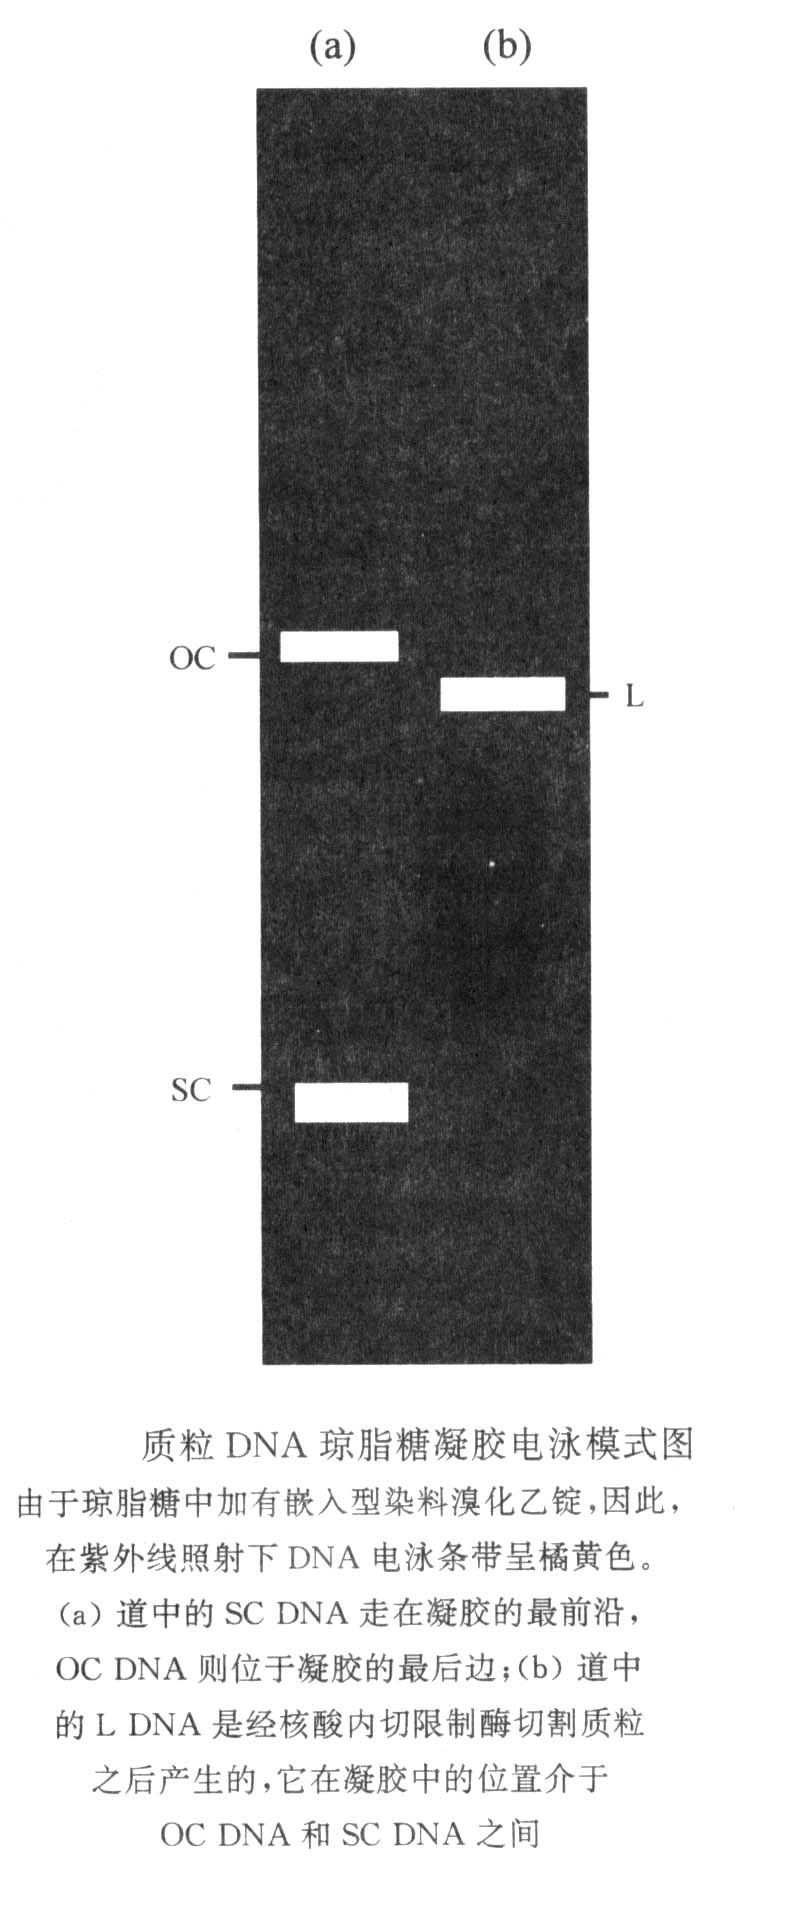 (a) (b)
OC
L
SC
质粒 DNA 琼脂糖凝胶电泳模式图
由于琼脂糖中加有嵌入型染料溴化乙锭,因此,
在紫外线照射下 DNA 电泳条带呈橘黄色。
(a) 道中的 SC DNA 走在凝胶的最前沿,
OC DNA 则位于凝胶的最后边;(b) 道中
的 L DNA 是经核酸内切限制酶切割质粒
之后产生的,它在凝胶中的位置介于
OC DNA 和 SC DNA 之间